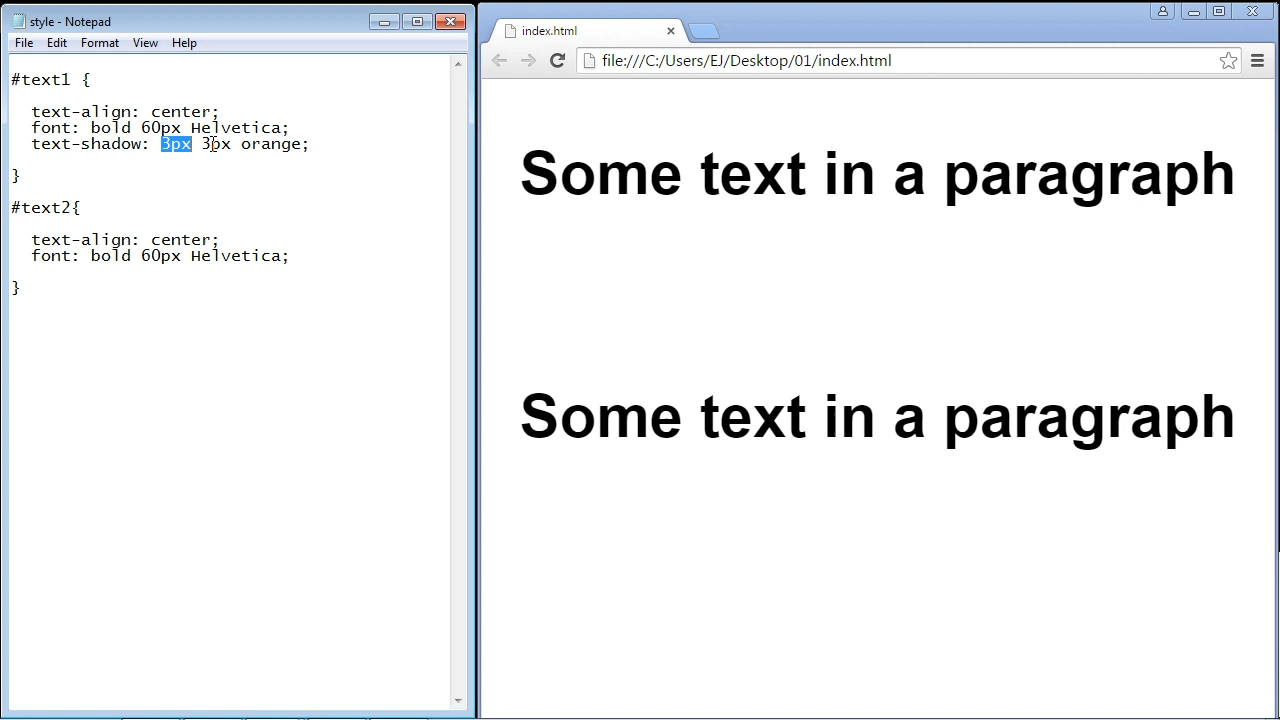 style - Notepad
File Edit Format View Help
#text1 {
text-align: center;
font: bold 60px Helvetica;
text-shadow: 3px 3px orange;
}
#text2{
text-align: center;
font: bold 60px Helvetica;
}
index.html
file:///C:/Users/EJ/Desktop/01/index.html
Some text in a paragraph
Some text in a paragraph